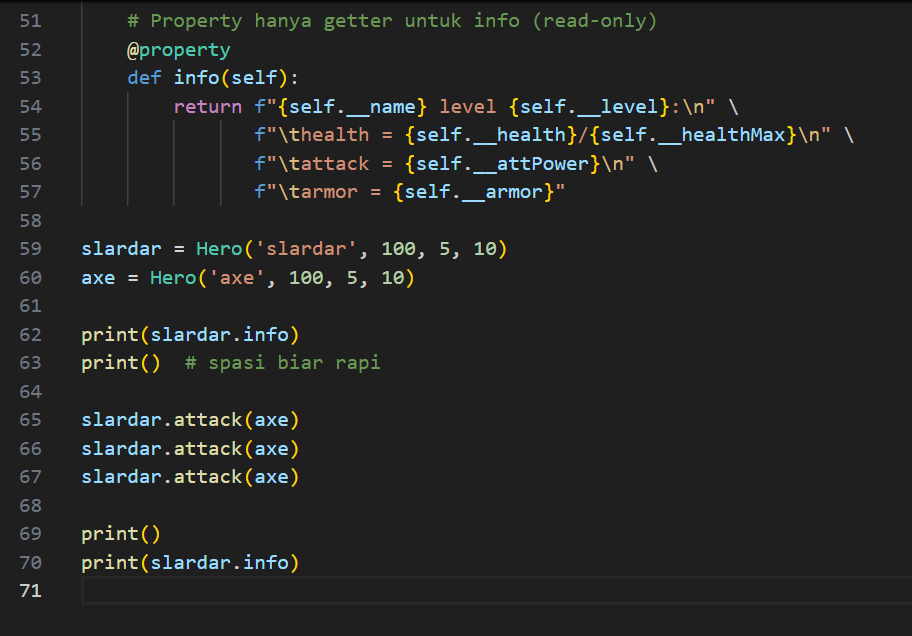 51 # Property hanya getter untuk info (read-only)
52 @property
53 def info(self):
54 return f"{self.__name} level {self.__level}:\n" \
55 f"\thealth = {self.__health}/{self.__healthMax}\n" \
56 f"\tattack = {self.__attPower}\n" \
57 f"\tarmor = {self.__armor}"
58
59 slardar = Hero('slardar', 100, 5, 10)
60 axe = Hero('axe', 100, 5, 10)
61
62 print(slardar.info)
63 print()  # spasi biar rapi
64
65 slardar.attack(axe)
66 slardar.attack(axe)
67 slardar.attack(axe)
68
69 print()
70 print(slardar.info)
71